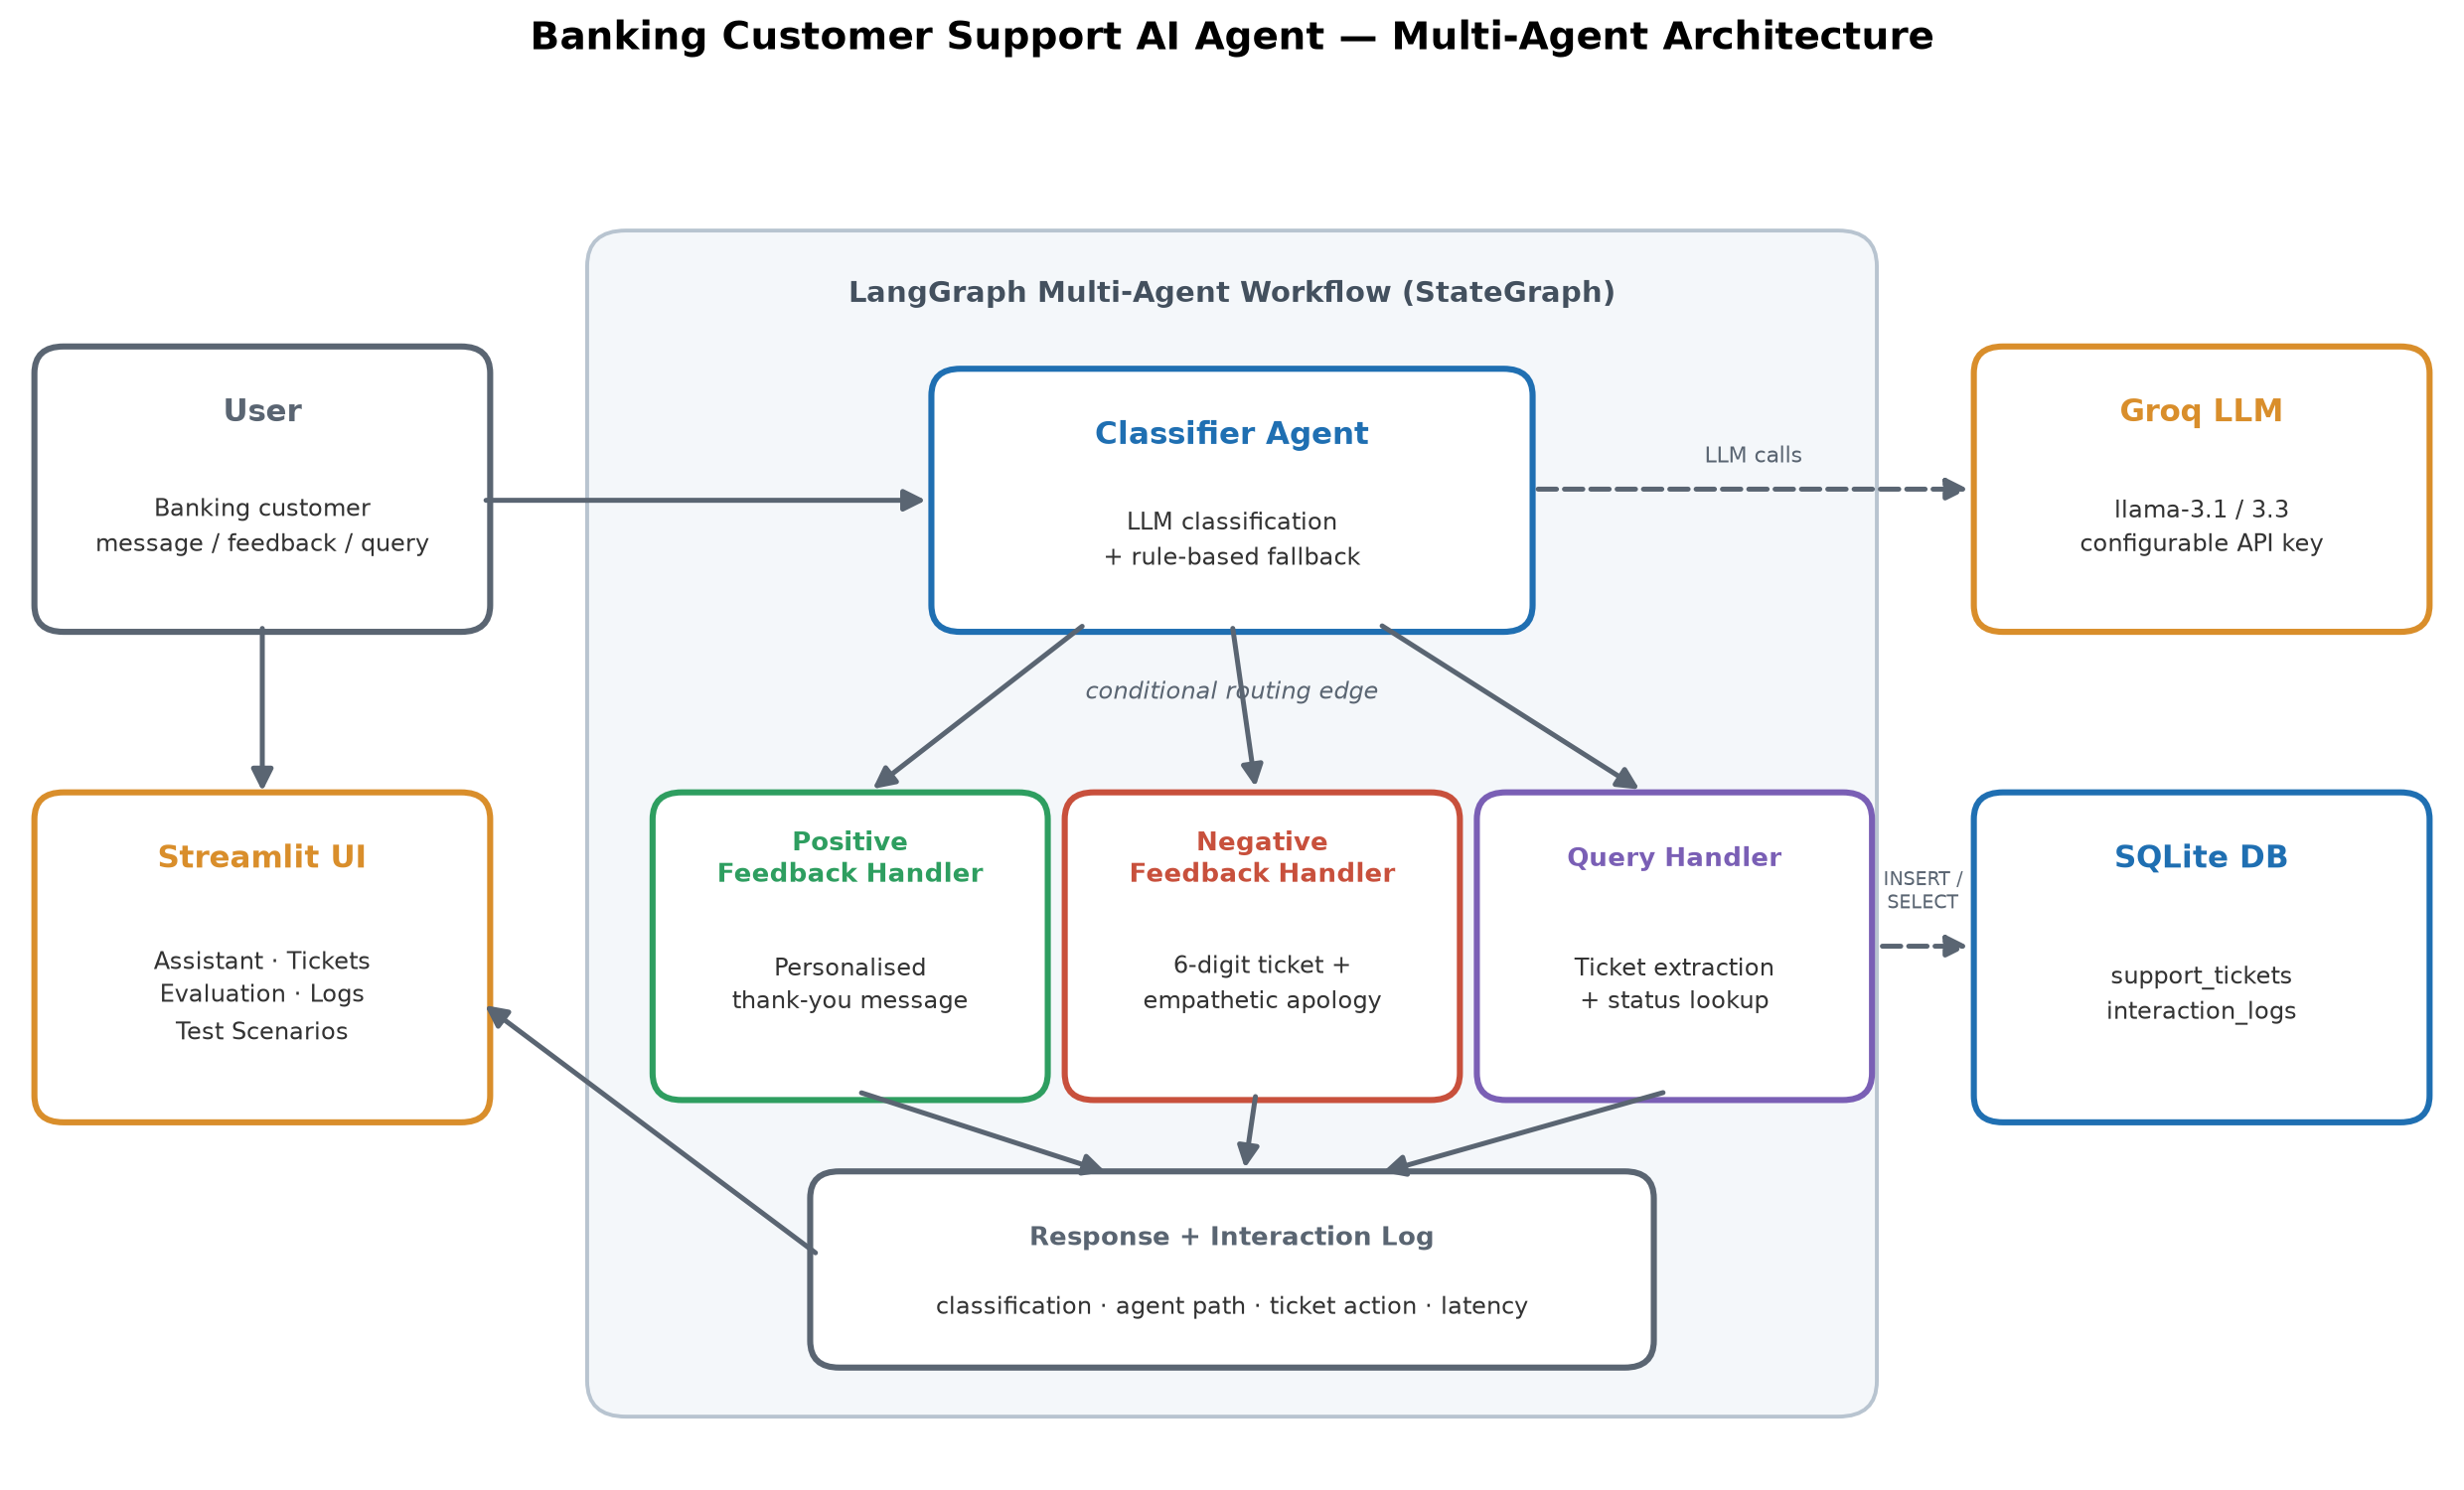 Banking Customer Support AI Agent — Multi-Agent Architecture
LangGraph Multi-Agent Workflow (StateGraph)
User
Banking customer
message / feedback / query
Classifier Agent
LLM classification
+ rule-based fallback
LLM calls
Groq LLM
llama-3.1 / 3.3
configurable API key
conditional routing edge
Streamlit UI
Assistant · Tickets
Evaluation · Logs
Test Scenarios
Positive
Feedback Handler
Personalised
thank-you message
Negative
Feedback Handler
6-digit ticket +
empathetic apology
Query Handler
Ticket extraction
+ status lookup
INSERT /
SELECT
SQLite DB
support_tickets
interaction_logs
Response + Interaction Log
classification · agent path · ticket action · latency